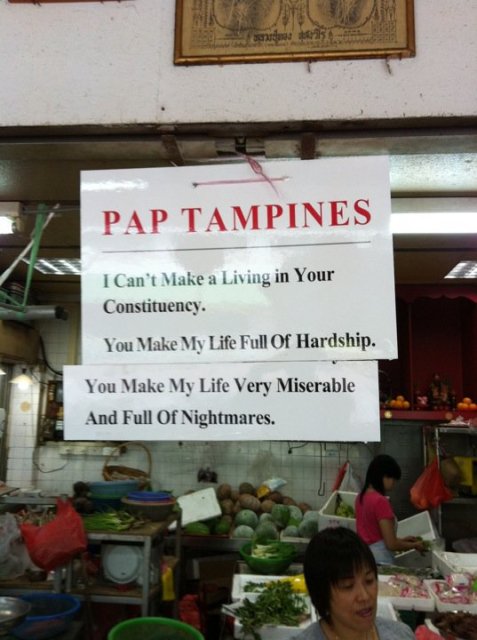 PAP TAMPINES
I Can't Make a Living in Your
Constituency.
You Make My Life Full Of Hardship.
You Make My Life Very Miserable
And Full Of Nightmares.